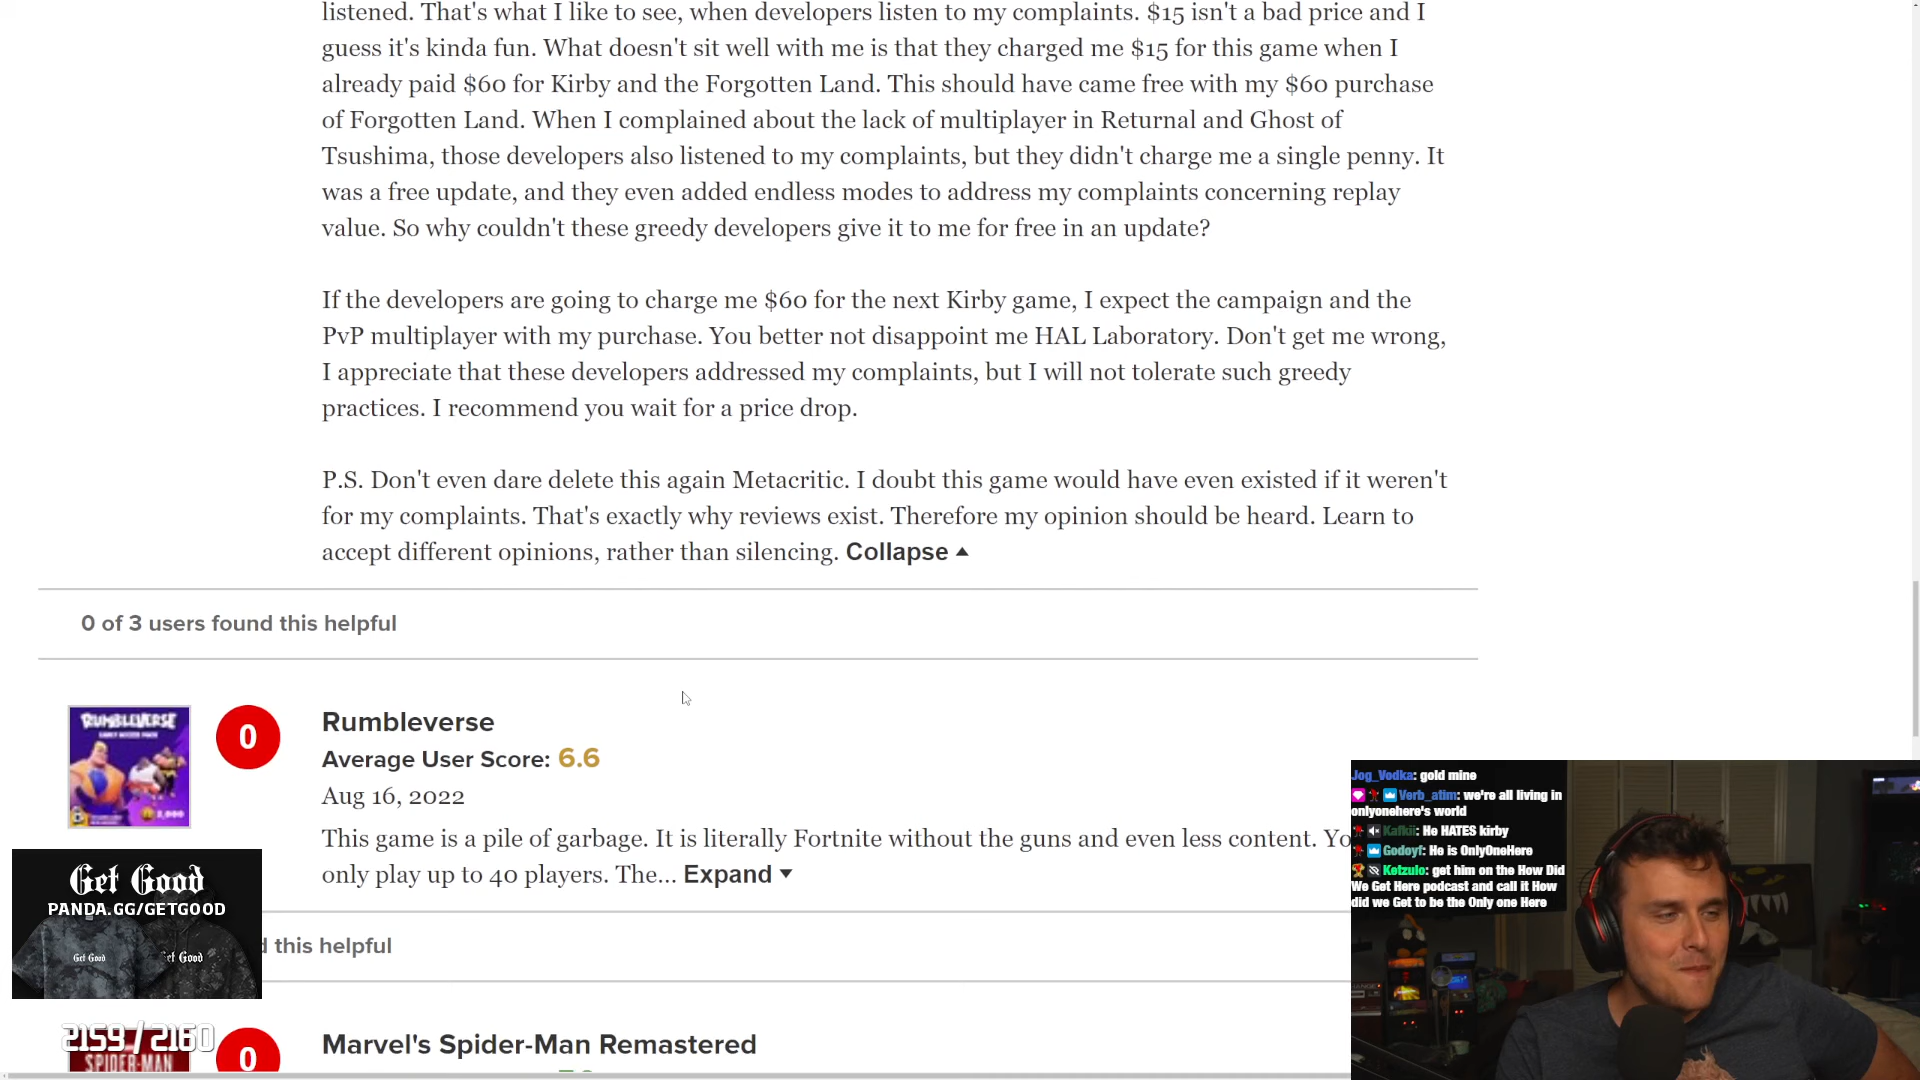 listened. That's what I like to see, when developers listen to my complaints. $15 isn't a bad price and I
guess it's kinda fun. What doesn't sit well with me is that they charged me $15 for this game when I
already paid $60 for Kirby and the Forgotten Land. This should have came free with my $60 purchase
of Forgotten Land. When I complained about the lack of multiplayer in Returnal and Ghost of
Tsushima, those developers also listened to my complaints, but they didn't charge me a single penny. It
was a free update, and they even added endless modes to address my complaints concerning replay
value. So why couldn't these greedy developers give it to me for free in an update?
If the developers are going to charge me $60 for the next Kirby game, I expect the campaign and the
PvP multiplayer with my purchase. You better not disappoint me HAL Laboratory. Don't get me wrong,
I appreciate that these developers addressed my complaints, but I will not tolerate such greedy
practices. I recommend you wait for a price drop.
P.S. Don't even dare delete this again Metacritic. I doubt this game would have even existed if it weren't
for my complaints. That's exactly why reviews exist. Therefore my opinion should be heard. Learn to
accept different opinions, rather than silencing. Collapse
0 of 3 users found this helpful
RUMBLEVERSE
0
Rumbleverse
Average User Score: 6.6
Aug 16, 2022
This game is a pile of garbage. It is literally Fortnite without the guns and even less content. Yo
only play up to 40 players. The... Expand
Get Good
PANDA.GG/GETGOOD
Get Good
d this helpful
2159 / 2160
SPIDER-MAN
0
Marvel's Spider-Man Remastered
Jog_Vodka: gold mine
Verb_atim: we're all living in
onlyonehere's world
Kafkii: He HATES kirby
Godoyf: He is OnlyOneHere
Ketzulo: get him on the How Did
We Get Here podcast and call it How
did we Get to be the Only one Here